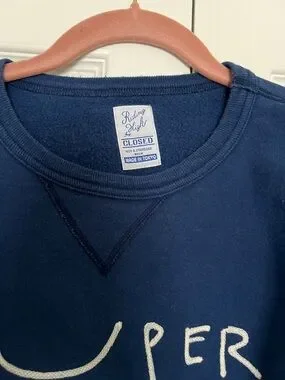 Riding
High
CLOSED
MADE IN TOKYO
UPER